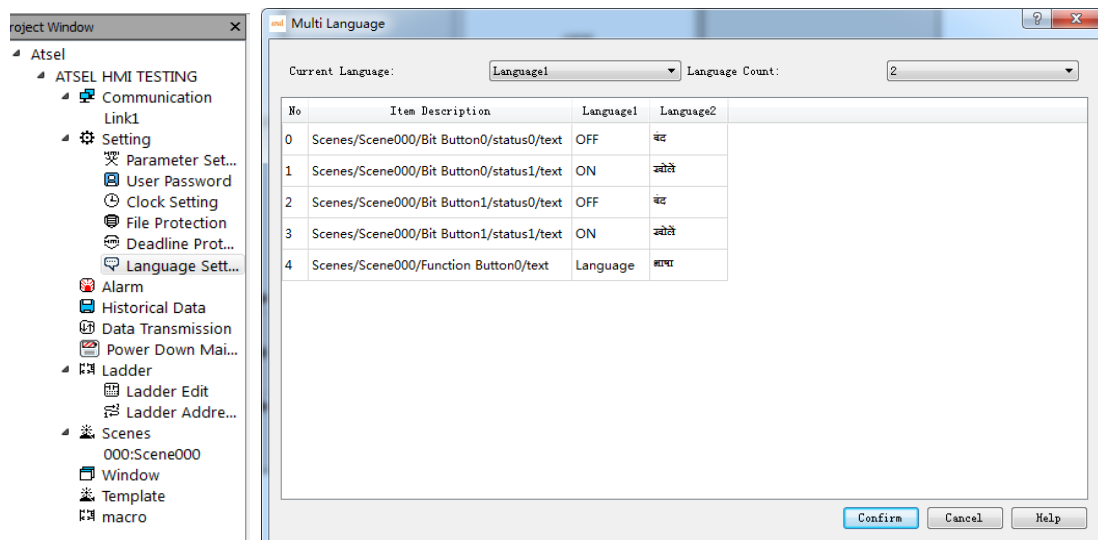 roject Window
Atsel
ATSEL HMI TESTING
Communication
Link1
Setting
Parameter Set...
User Password
Clock Setting
File Protection
Deadline Prot...
Language Sett...
Alarm
Historical Data
Data Transmission
Power Down Mai...
Ladder
Ladder Edit
Ladder Addre...
Scenes
000:Scene000
Window
Template
macro
Multi Language
Current Language: Language1 Language Count: 2
No Item Description Language1 Language2
0 Scenes/Scene000/Bit Button0/status0/text OFF बंद
1 Scenes/Scene000/Bit Button0/status1/text ON खोलें
2 Scenes/Scene000/Bit Button1/status0/text OFF बंद
3 Scenes/Scene000/Bit Button1/status1/text ON खोलें
4 Scenes/Scene000/Function Button0/text Language भाषा
Confirm Cancel Help